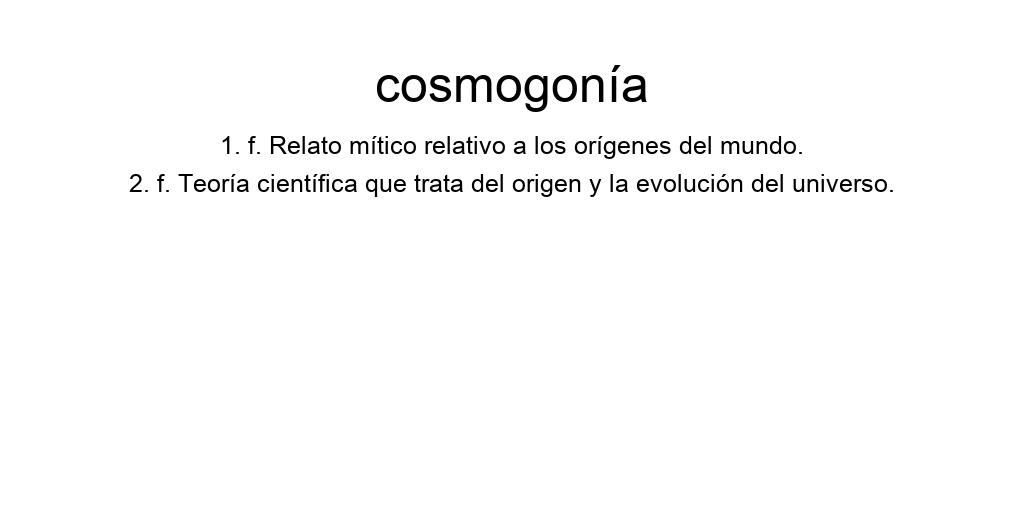 cosmogonía
1. f. Relato mítico relativo a los orígenes del mundo.
2. f. Teoría científica que trata del origen y la evolución del universo.